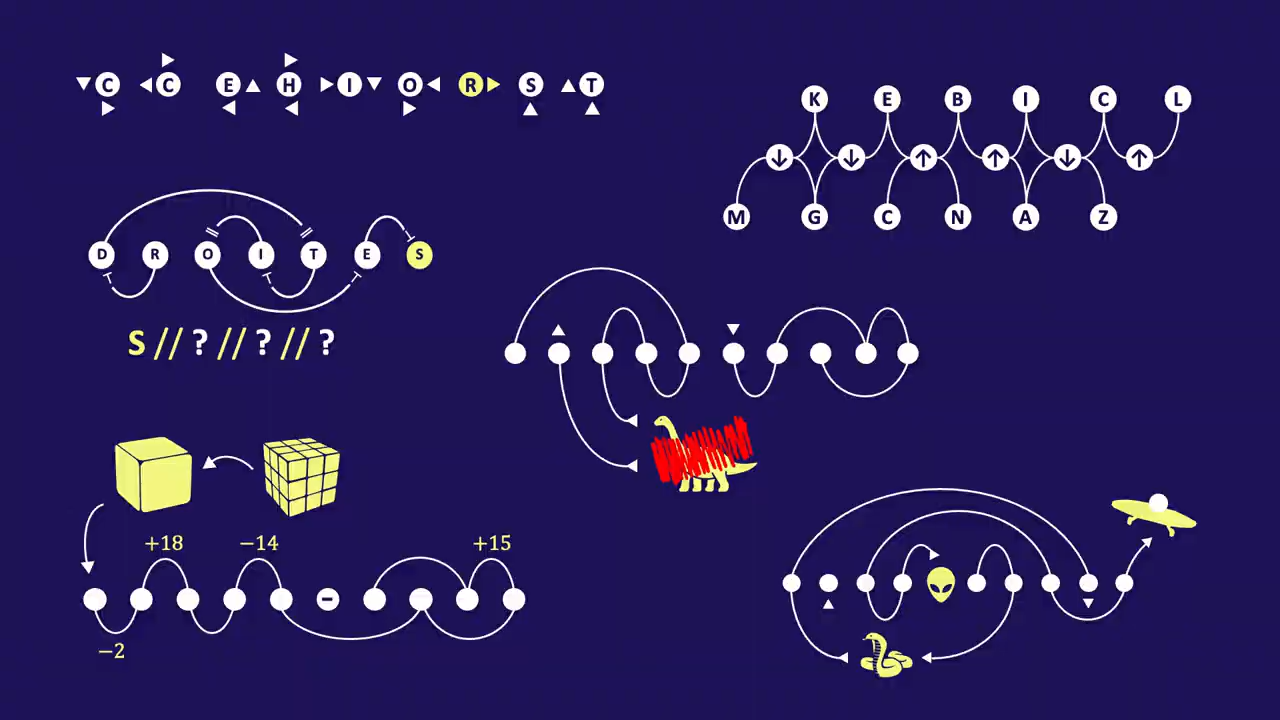 C C E H I O R S T
K E B I C L
M G C N A Z
D R O I T E S
S // ? // ? // ?
+18 −14 +15
−
−2